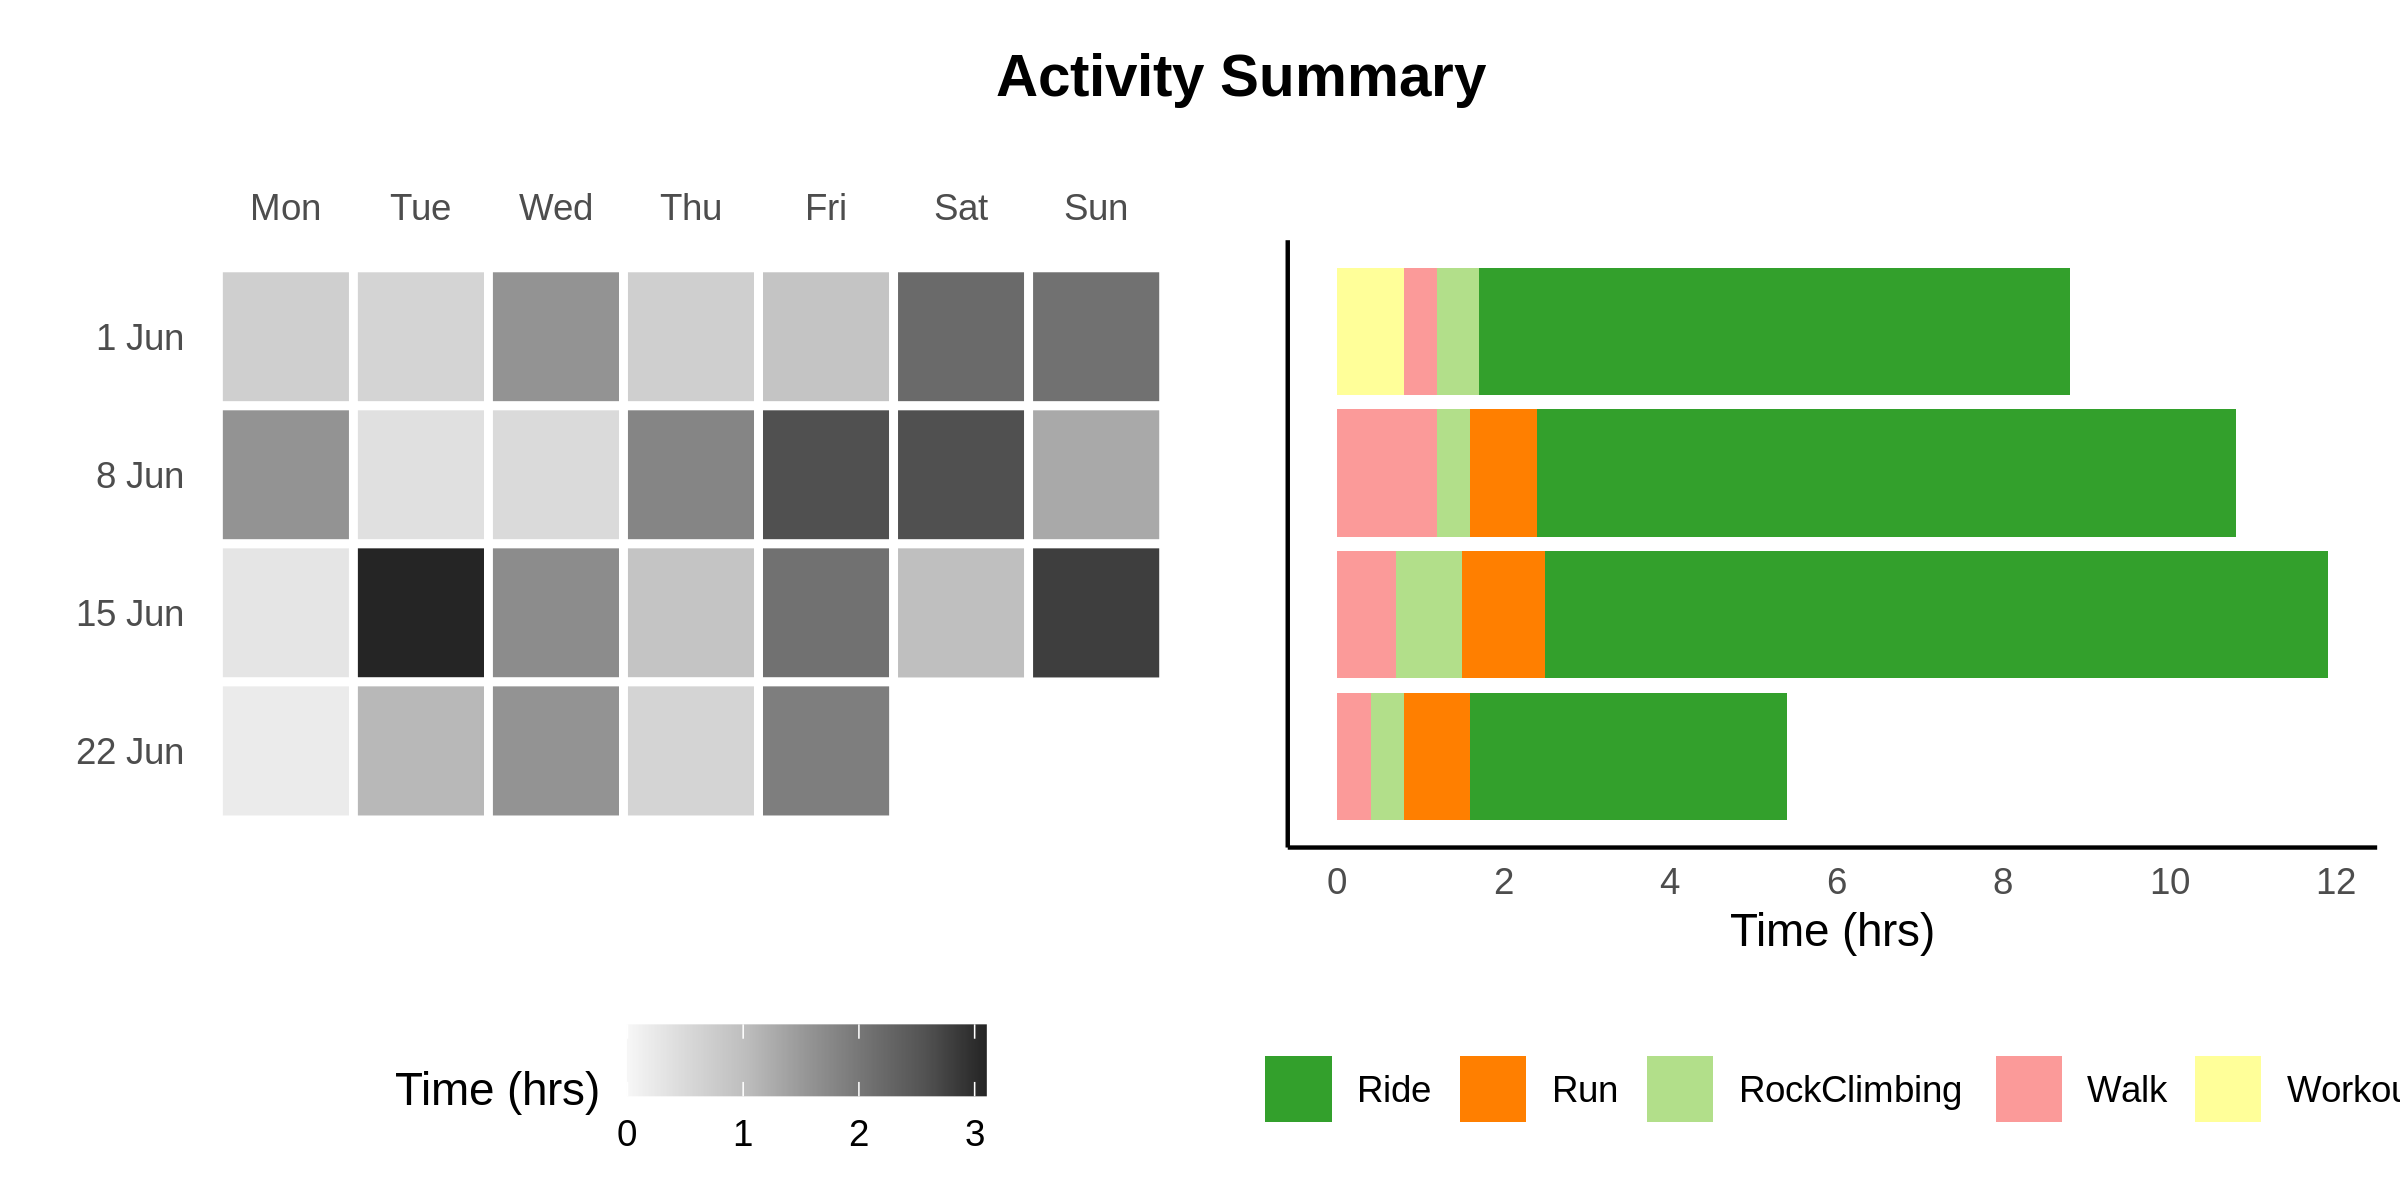 Activity Summary
Mon Tue Wed Thu Fri Sat Sun
1 Jun
8 Jun
15 Jun
22 Jun
0 2 4 6 8 10 12
Time (hrs)
Time (hrs)
0 1 2 3
Ride Run RockClimbing Walk Workou